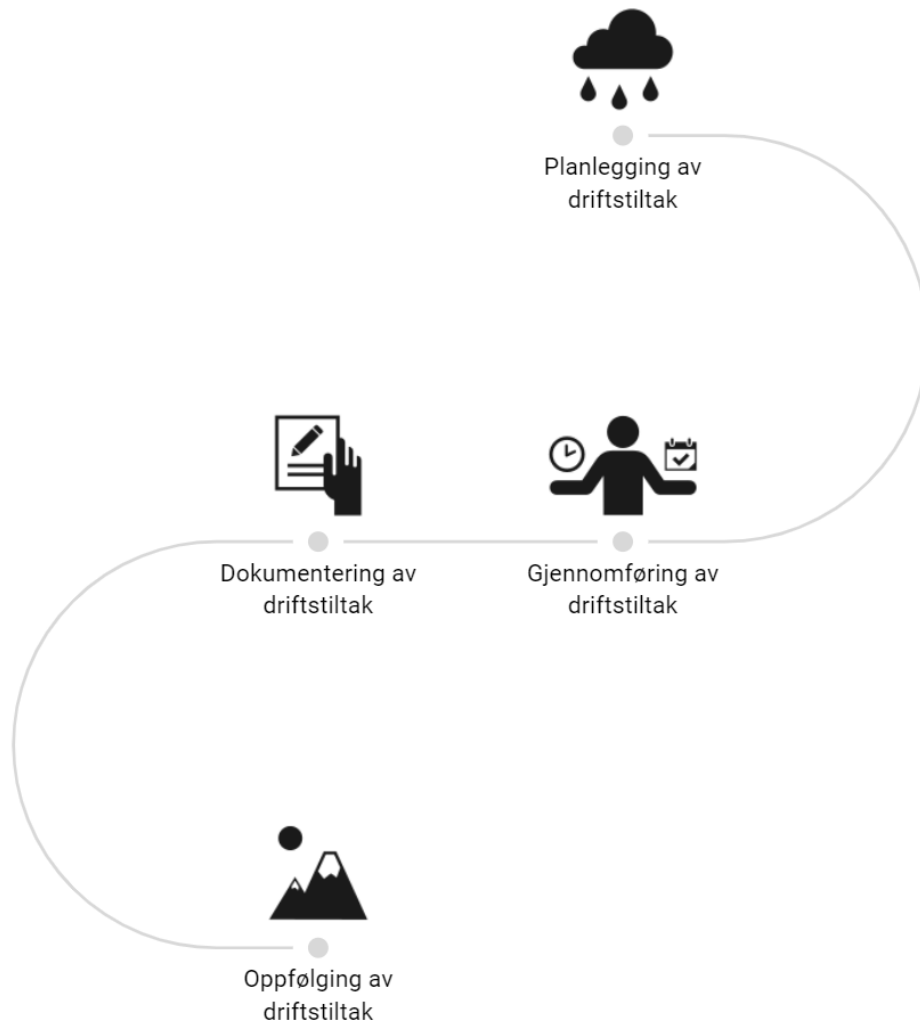 Planlegging av
driftstiltak
Gjennomføring av
driftstiltak
Dokumentering av
driftstiltak
Oppfølging av
driftstiltak